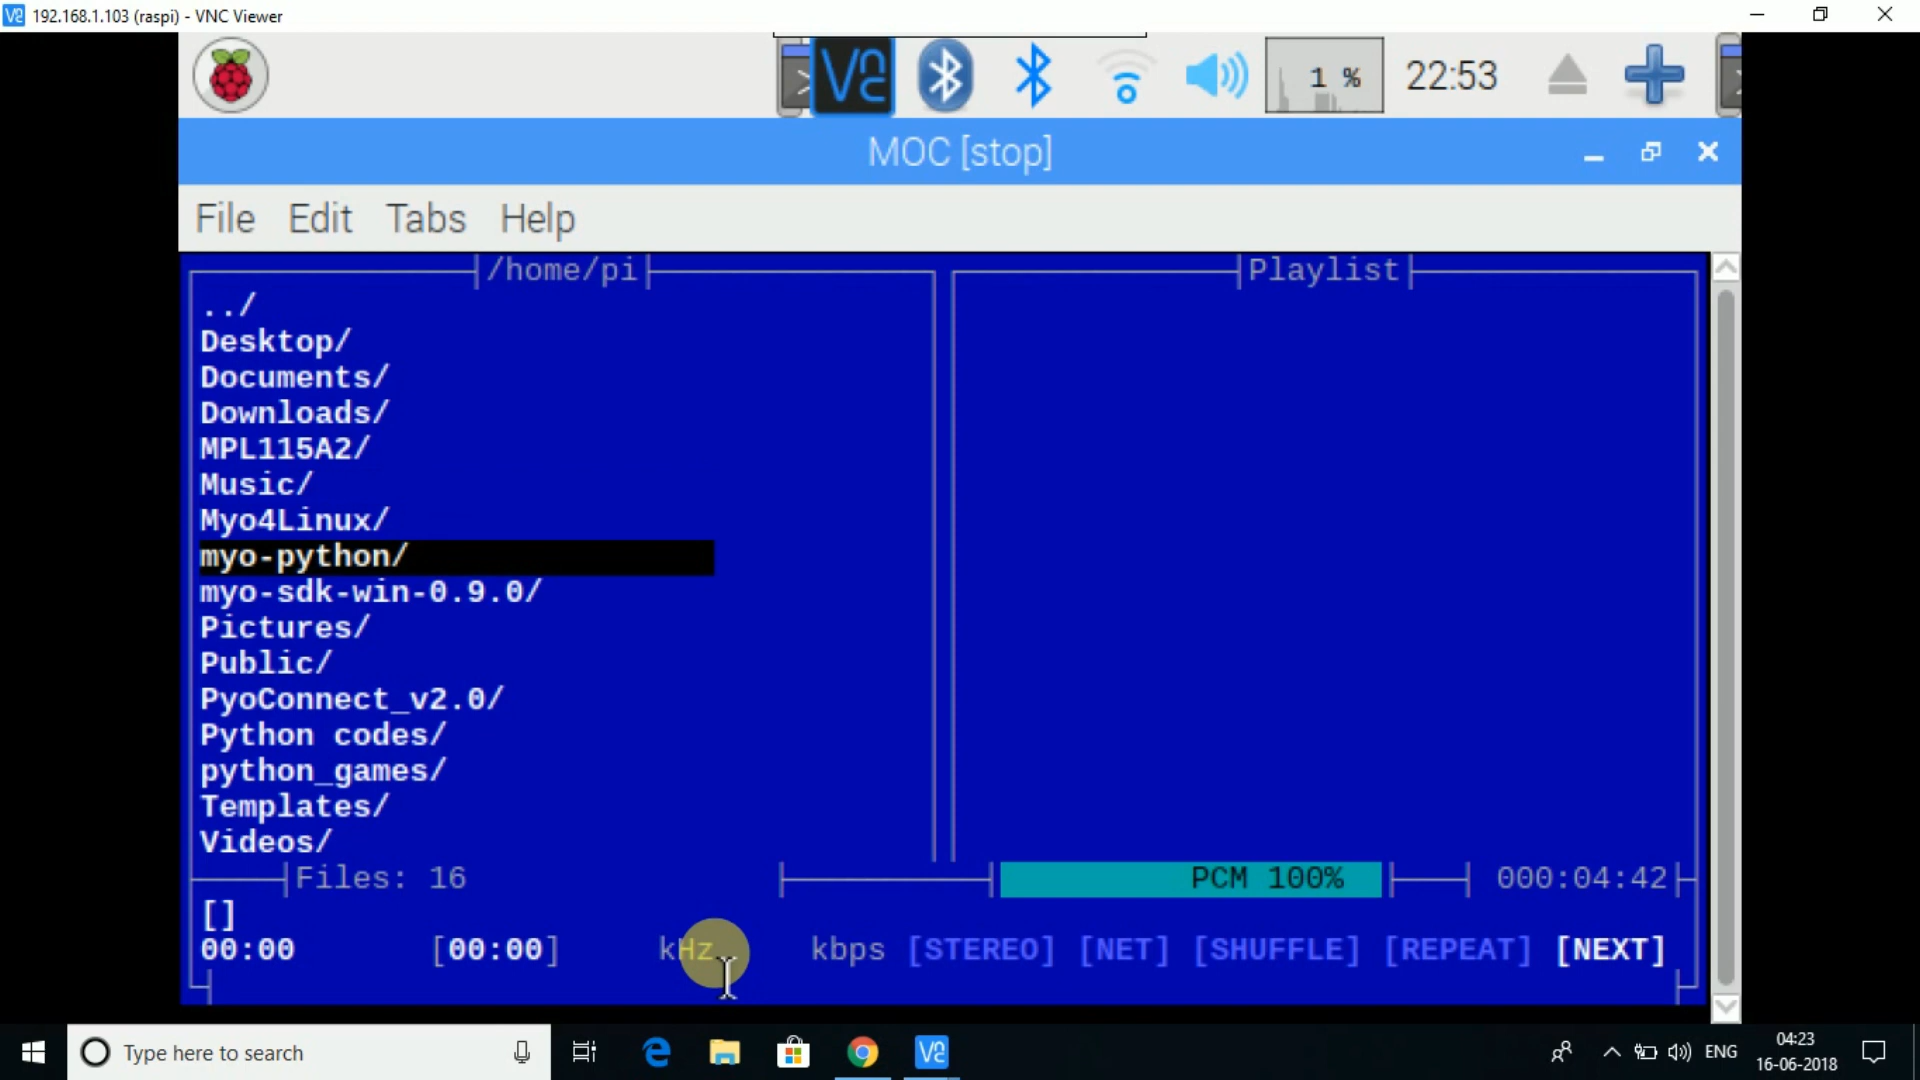 192.168.1.103 (raspi) - VNC Viewer
1 %
22:53
MOC [stop]
File Edit Tabs Help
/home/pi
Playlist
../
Desktop/
Documents/
Downloads/
MPL115A2/
Music/
Myo4Linux/
myo-python/
myo-sdk-win-0.9.0/
Pictures/
Public/
PyoConnect_v2.0/
Python codes/
python_games/
Templates/
Videos/
Files: 16
PCM 100%
000:04:42
[]
00:00 [00:00] kHz kbps [STEREO] [NET] [SHUFFLE] [REPEAT] [NEXT]
Type here to search
ENG
04:23
16-06-2018